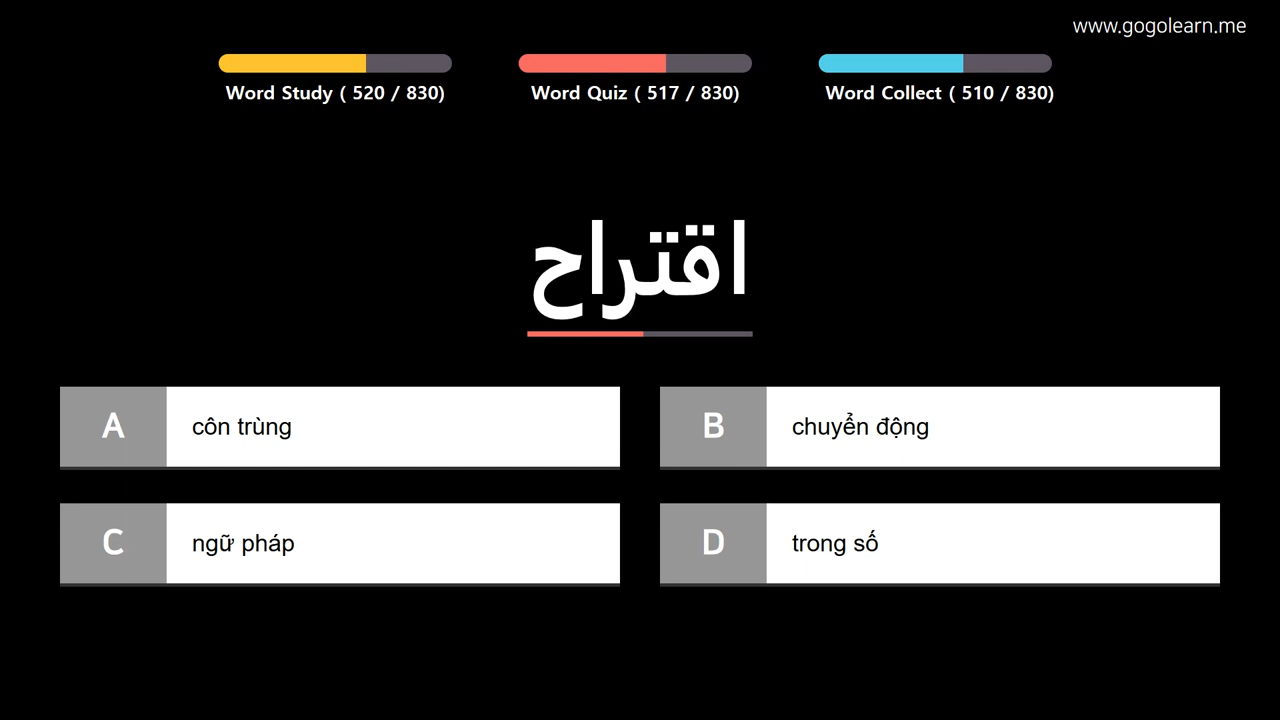 www.gogolearn.me
Word Study ( 520 / 830)
Word Quiz ( 517 / 830)
Word Collect ( 510 / 830)
اقتراح
A côn trùng
B chuyển động
C ngữ pháp
D trong số